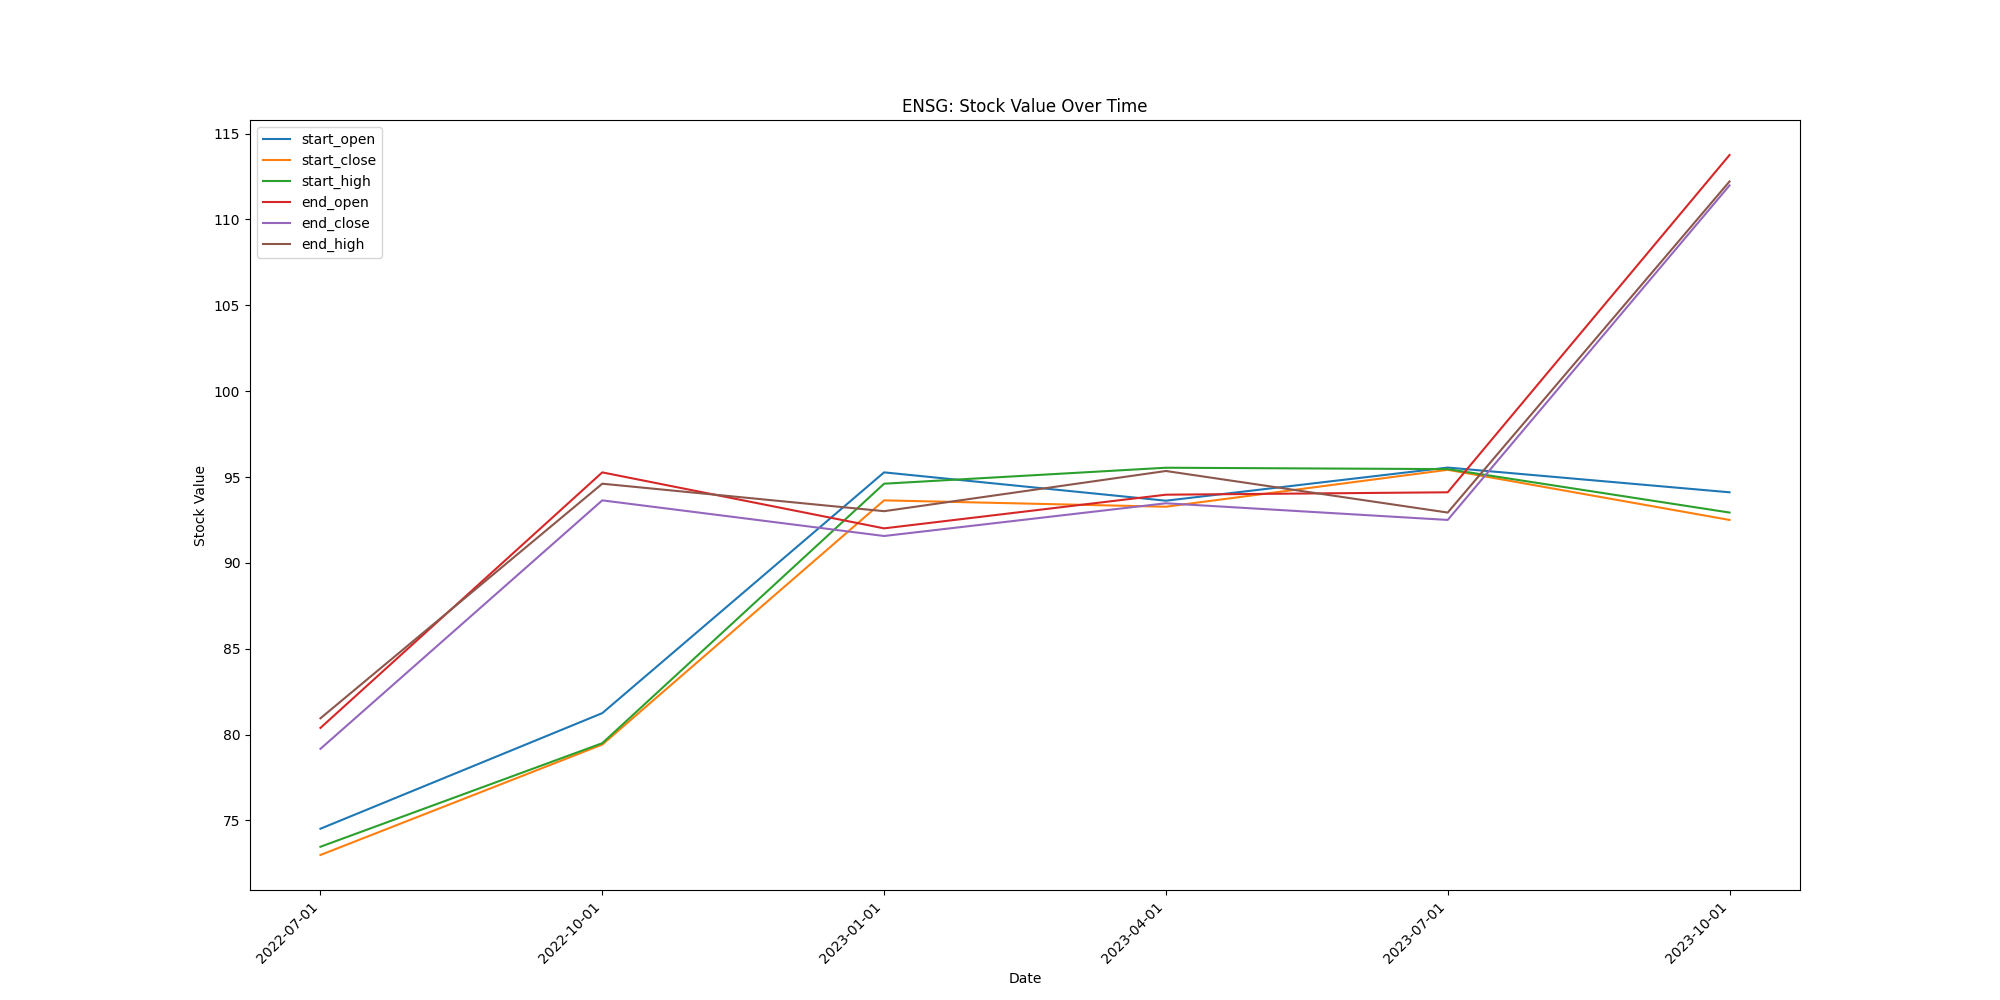 ENSG: Stock Value Over Time
start_open
start_close
start_high
end_open
end_close
end_high
115
110
105
100
95
90
85
80
75
Stock Value
2022-07-01
2022-10-01
2023-01-01
2023-04-01
2023-07-01
2023-10-01
Date